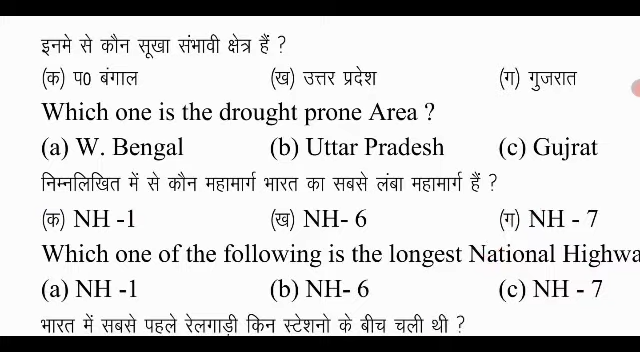 इनमे से कौन सूखा संभावी क्षेत्र हैं ?
(क) प0 बंगाल (ख) उत्तर प्रदेश (ग) गुजरात
Which one is the drought prone Area ?
(a) W. Bengal (b) Uttar Pradesh (c) Gujrat
निम्नलिखित में से कौन महामार्ग भारत का सबसे लंबा महामार्ग हैं ?
(क) NH -1 (ख) NH- 6 (ग) NH - 7
Which one of the following is the longest National Highwa
(a) NH -1 (b) NH- 6 (c) NH - 7
भारत में सबसे पहले रेलगाड़ी किन स्टेशनो के बीच चली थी ?